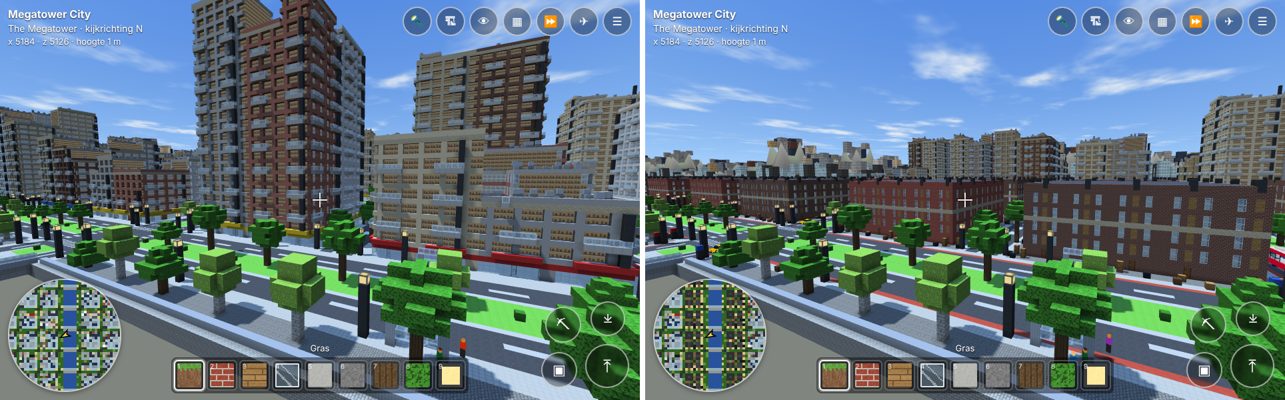 Megatower City
The Megatower · kijkrichting N
x 5184 · z 5126 · hoogte 1 m
Gras
Megatower City
The Megatower · kijkrichting N
x 5184 · z 5126 · hoogte 1 m
Gras